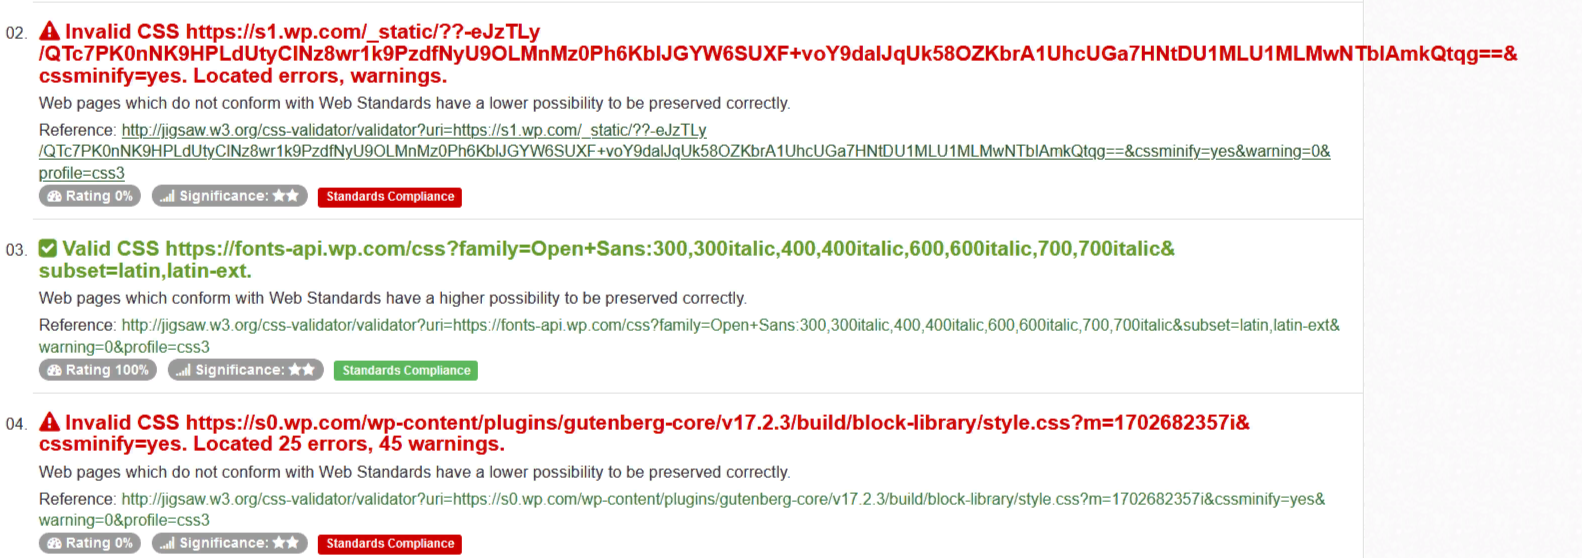 02. Invalid CSS https://s1.wp.com/_static/??-eJzTLy
/QTc7PK0nNK9HPLdUtyClNz8wr1k9PzdfNyU9OLMnMz0Ph6KblJGYW6SUXF+voY9dalJqUk58OZKbrA1UhcUGa7HNtDU1MLU1MLMwNTblAmkQtqg==&
cssminify=yes. Located errors, warnings.
Web pages which do not conform with Web Standards have a lower possibility to be preserved correctly.
Reference: http://jigsaw.w3.org/css-validator/validator?uri=https://s1.wp.com/_static/??-eJzTLy
/QTc7PK0nNK9HPLdUtyClNz8wr1k9PzdfNyU9OLMnMz0Ph6KblJGYW6SUXF+voY9dalJqUk58OZKbrA1UhcUGa7HNtDU1MLU1MLMwNTblAmkQtqg==&cssminify=yes&warning=0&
profile=css3
Rating 0% Significance: Standards Compliance
03. Valid CSS https://fonts-api.wp.com/css?family=Open+Sans:300,300italic,400,400italic,600,600italic,700,700italic&
subset=latin,latin-ext.
Web pages which conform with Web Standards have a higher possibility to be preserved correctly.
Reference: http://jigsaw.w3.org/css-validator/validator?uri=https://fonts-api.wp.com/css?family=Open+Sans:300,300italic,400,400italic,600,600italic,700,700italic&subset=latin,latin-ext&
warning=0&profile=css3
Rating 100% Significance: Standards Compliance
04. Invalid CSS https://s0.wp.com/wp-content/plugins/gutenberg-core/v17.2.3/build/block-library/style.css?m=1702682357i&
cssminify=yes. Located 25 errors, 45 warnings.
Web pages which do not conform with Web Standards have a lower possibility to be preserved correctly.
Reference: http://jigsaw.w3.org/css-validator/validator?uri=https://s0.wp.com/wp-content/plugins/gutenberg-core/v17.2.3/build/block-library/style.css?m=1702682357i&cssminify=yes&
warning=0&profile=css3
Rating 0% Significance: Standards Compliance